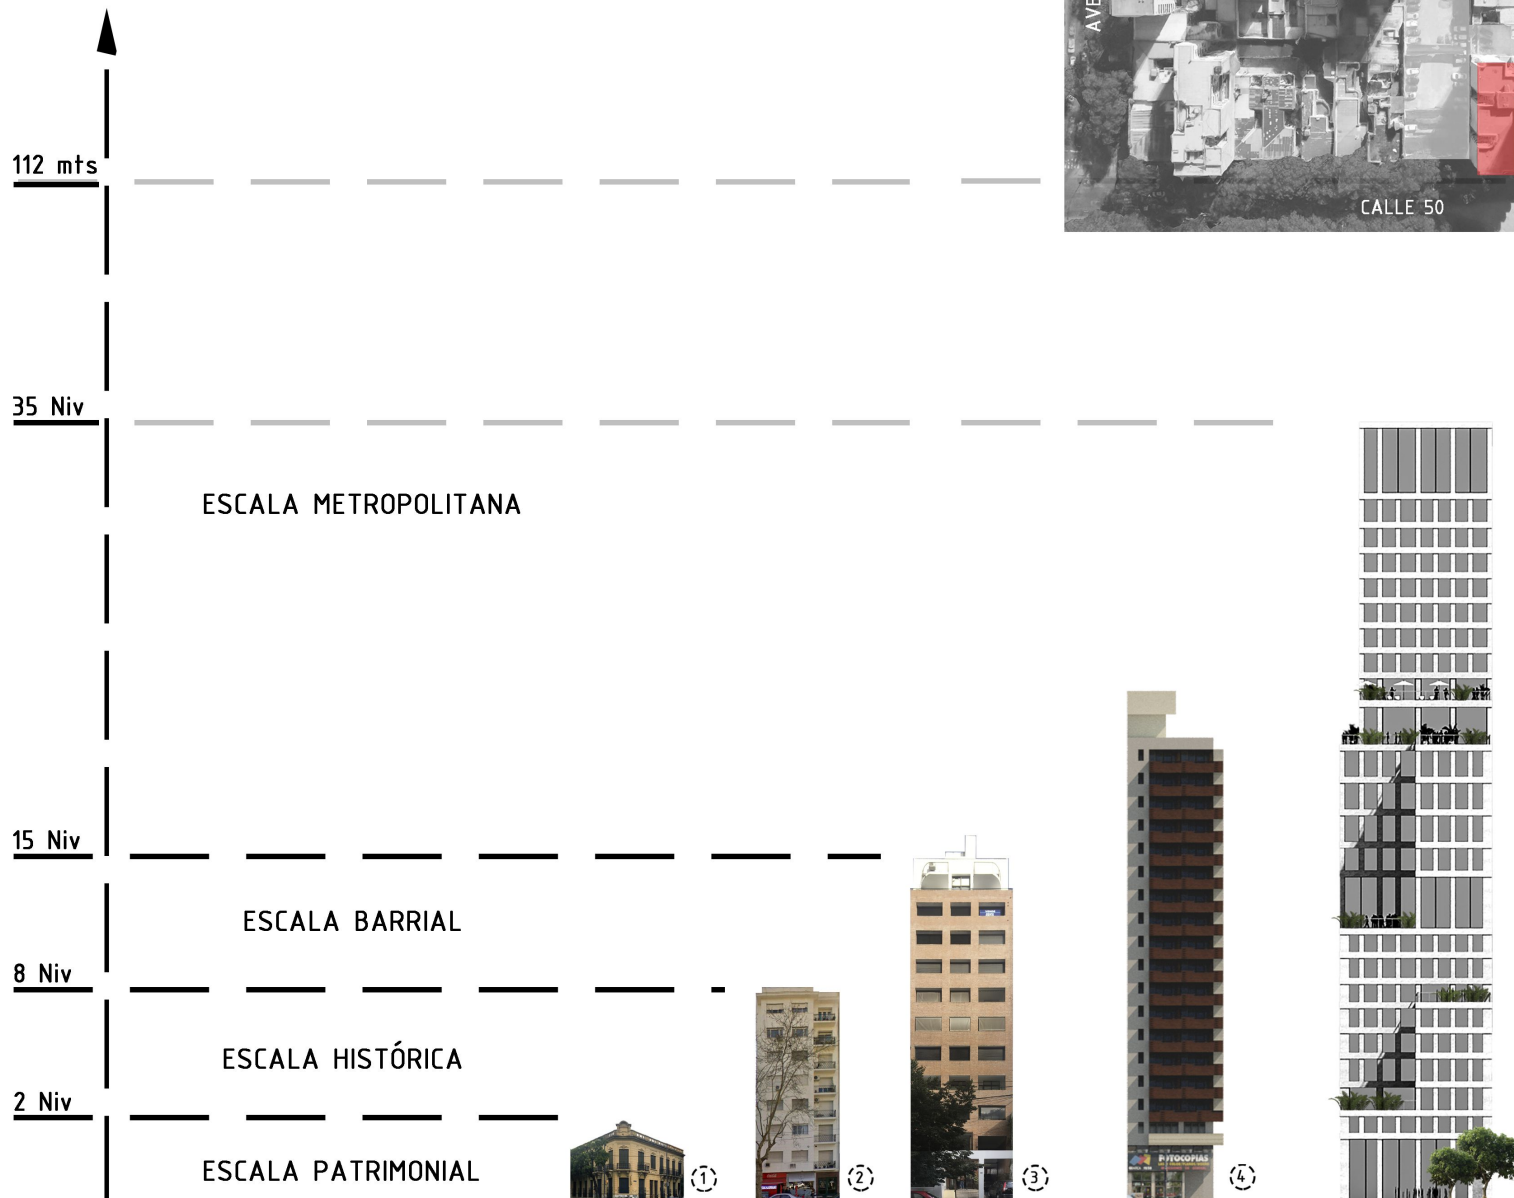 AVE
112 mts
CALLE 50
35 Niv
ESCALA METROPOLITANA
15 Niv
ESCALA BARRIAL
8 Niv
ESCALA HISTÓRICA
2 Niv
ESCALA PATRIMONIAL
FOTOCOPIAS
1
2
3
4